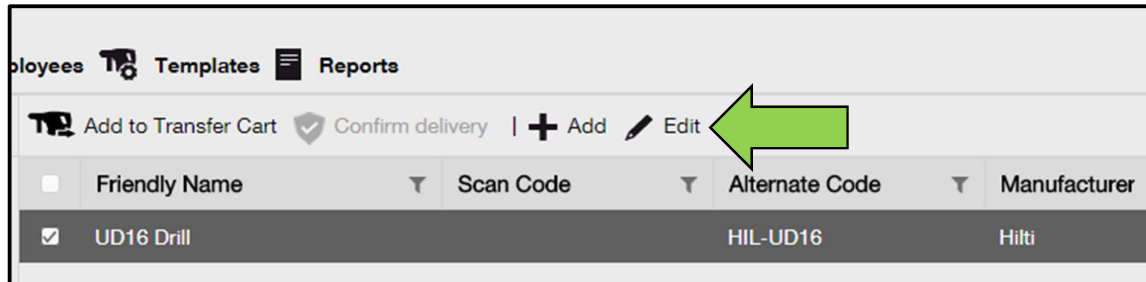 ployees Templates Reports
Add to Transfer Cart Confirm delivery | + Add Edit
Friendly Name Scan Code Alternate Code Manufacturer
UD16 Drill HIL-UD16 Hilti